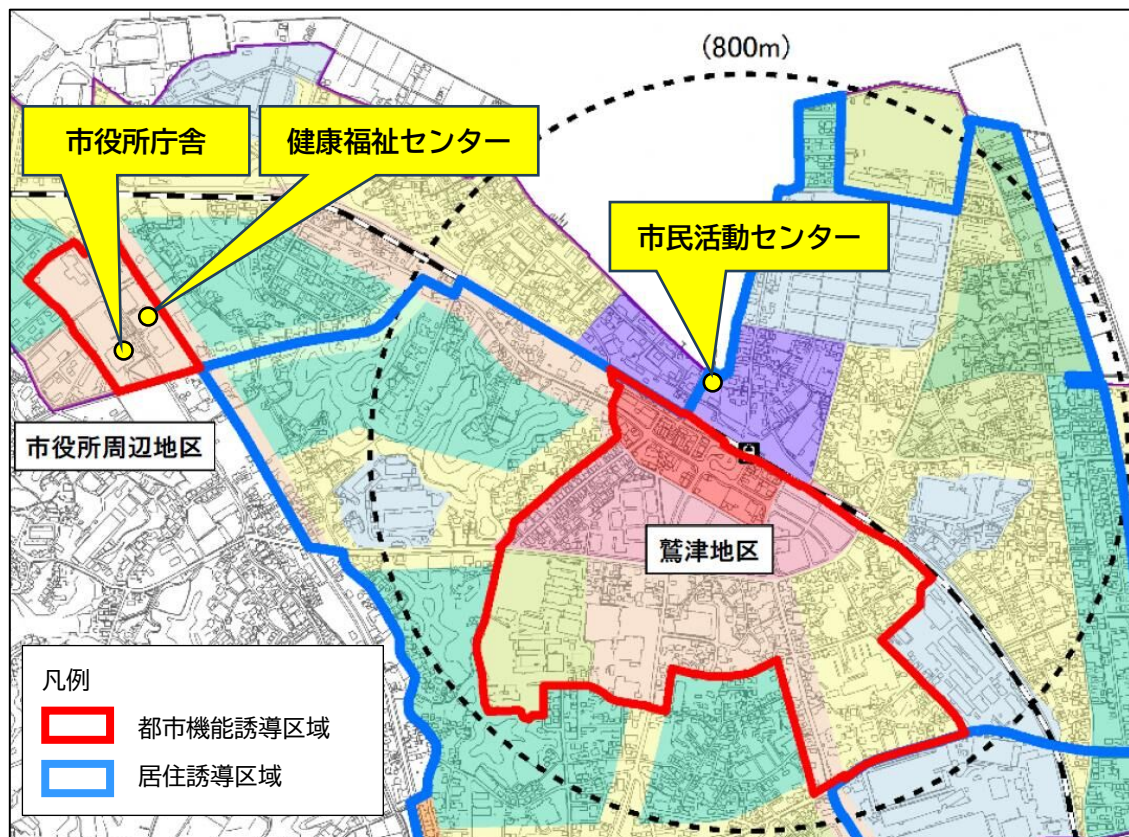 (800m)
市役所庁舎
健康福祉センター
市民活動センター
市役所周辺地区
鷲津地区
凡例
都市機能誘導区域
居住誘導区域